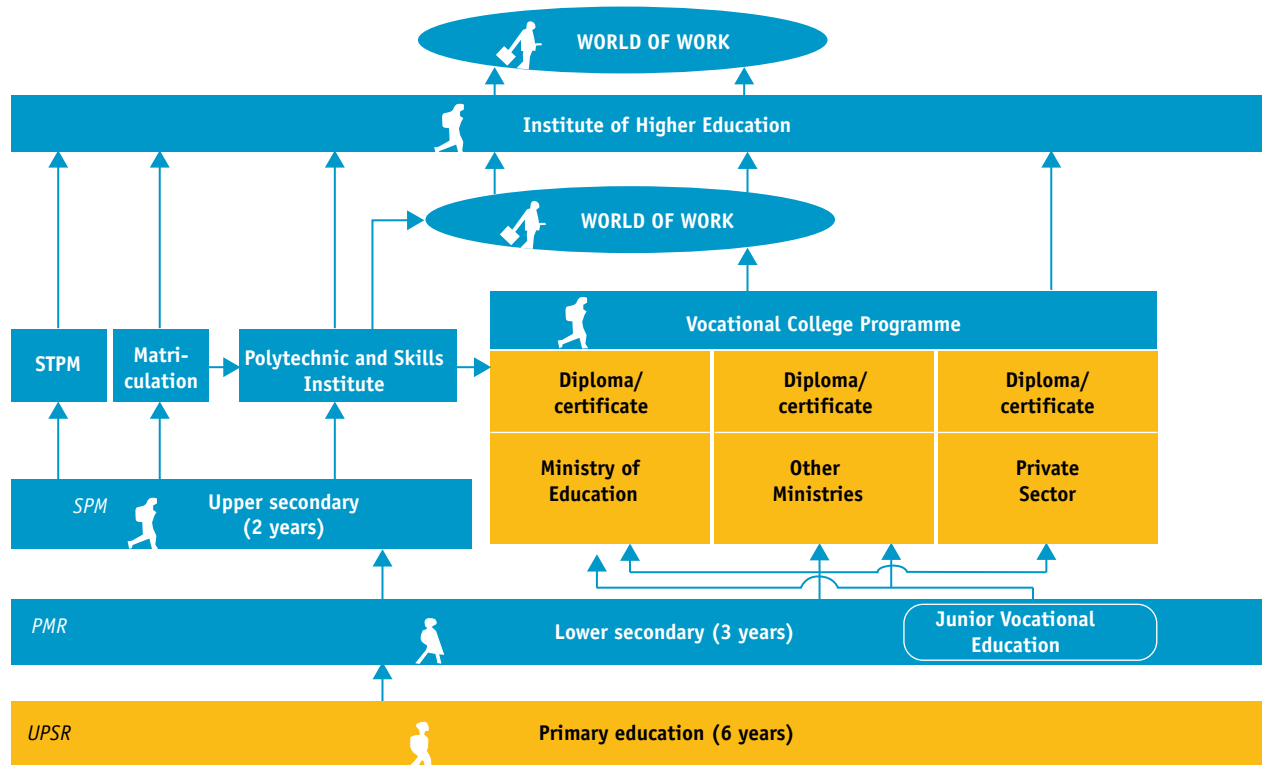 WORLD OF WORK
Institute of Higher Education
WORLD OF WORK
Vocational College Programme
STPM
Matri-
culation
Polytechnic and Skills
Institute
Diploma/
certificate
Diploma/
certificate
Diploma/
certificate
Ministry of
Education
Other
Ministries
Private
Sector
SPM
Upper secondary
(2 years)
PMR
Lower secondary (3 years)
Junior Vocational
Education
UPSR
Primary education (6 years)